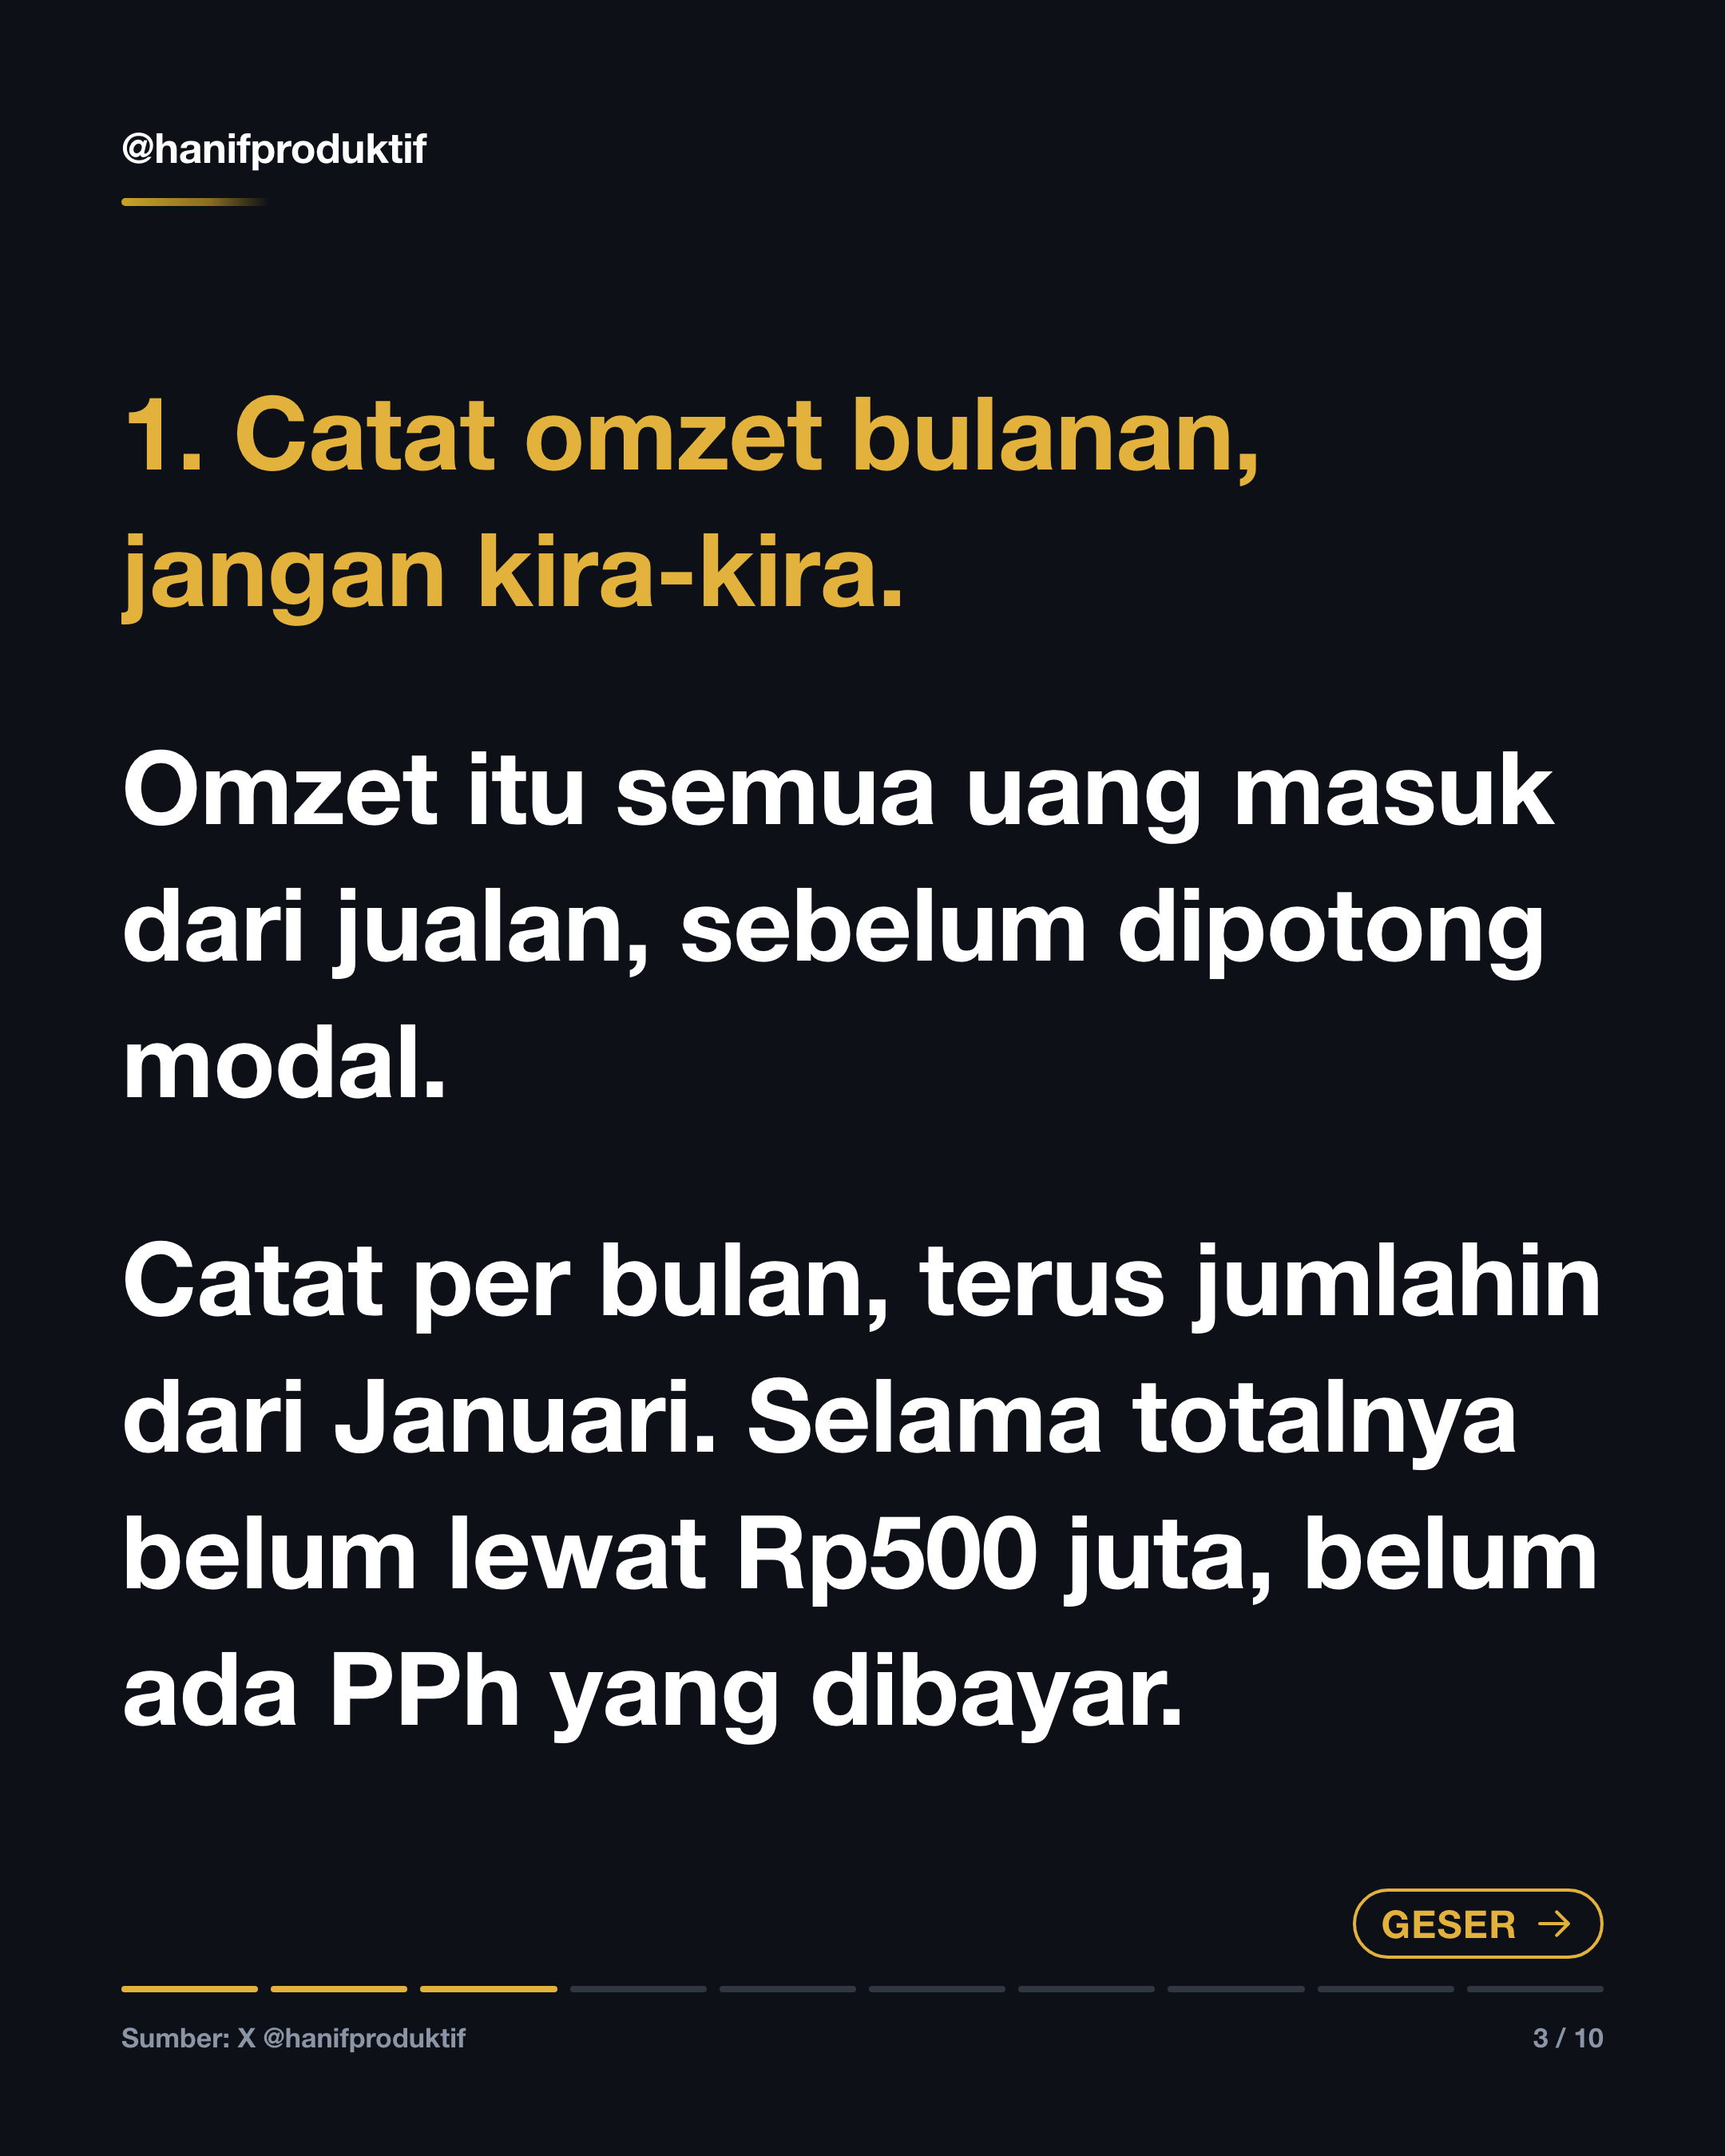 @hanifproduktif
1. Catat omzet bulanan,
jangan kira-kira.
Omzet itu semua uang masuk
dari jualan, sebelum dipotong
modal.
Catat per bulan, terus jumlahin
dari Januari. Selama totalnya
belum lewat Rp500 juta, belum
ada PPh yang dibayar.
GESER →
Sumber: X @hanifproduktif
3 / 10